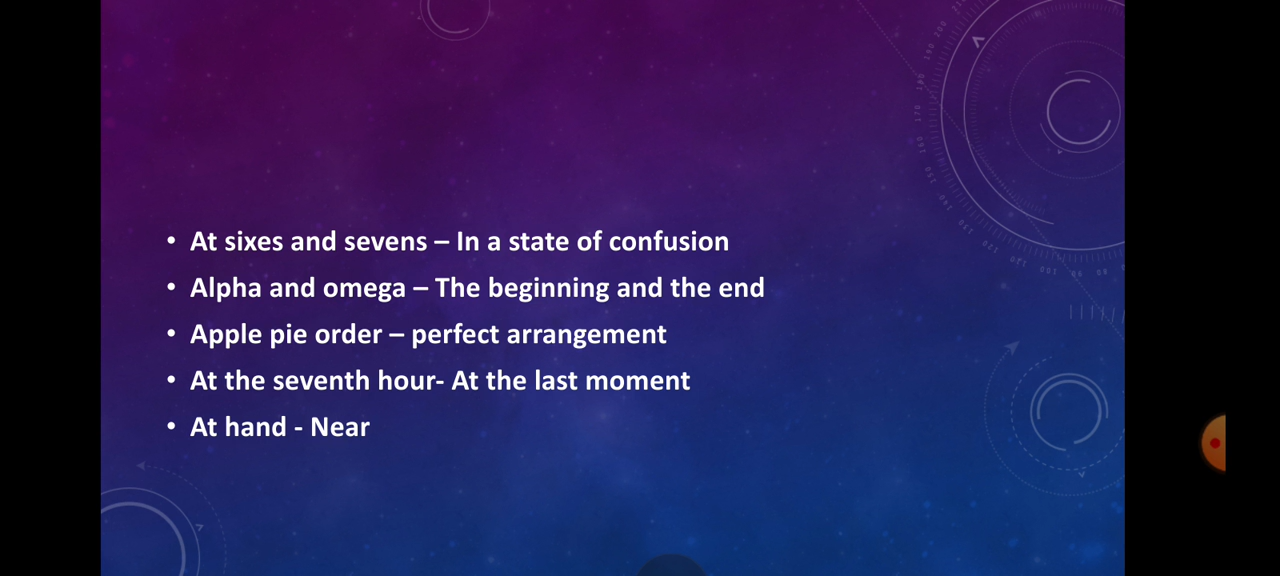 • At sixes and sevens – In a state of confusion
• Alpha and omega – The beginning and the end
• Apple pie order – perfect arrangement
• At the seventh hour- At the last moment
• At hand - Near